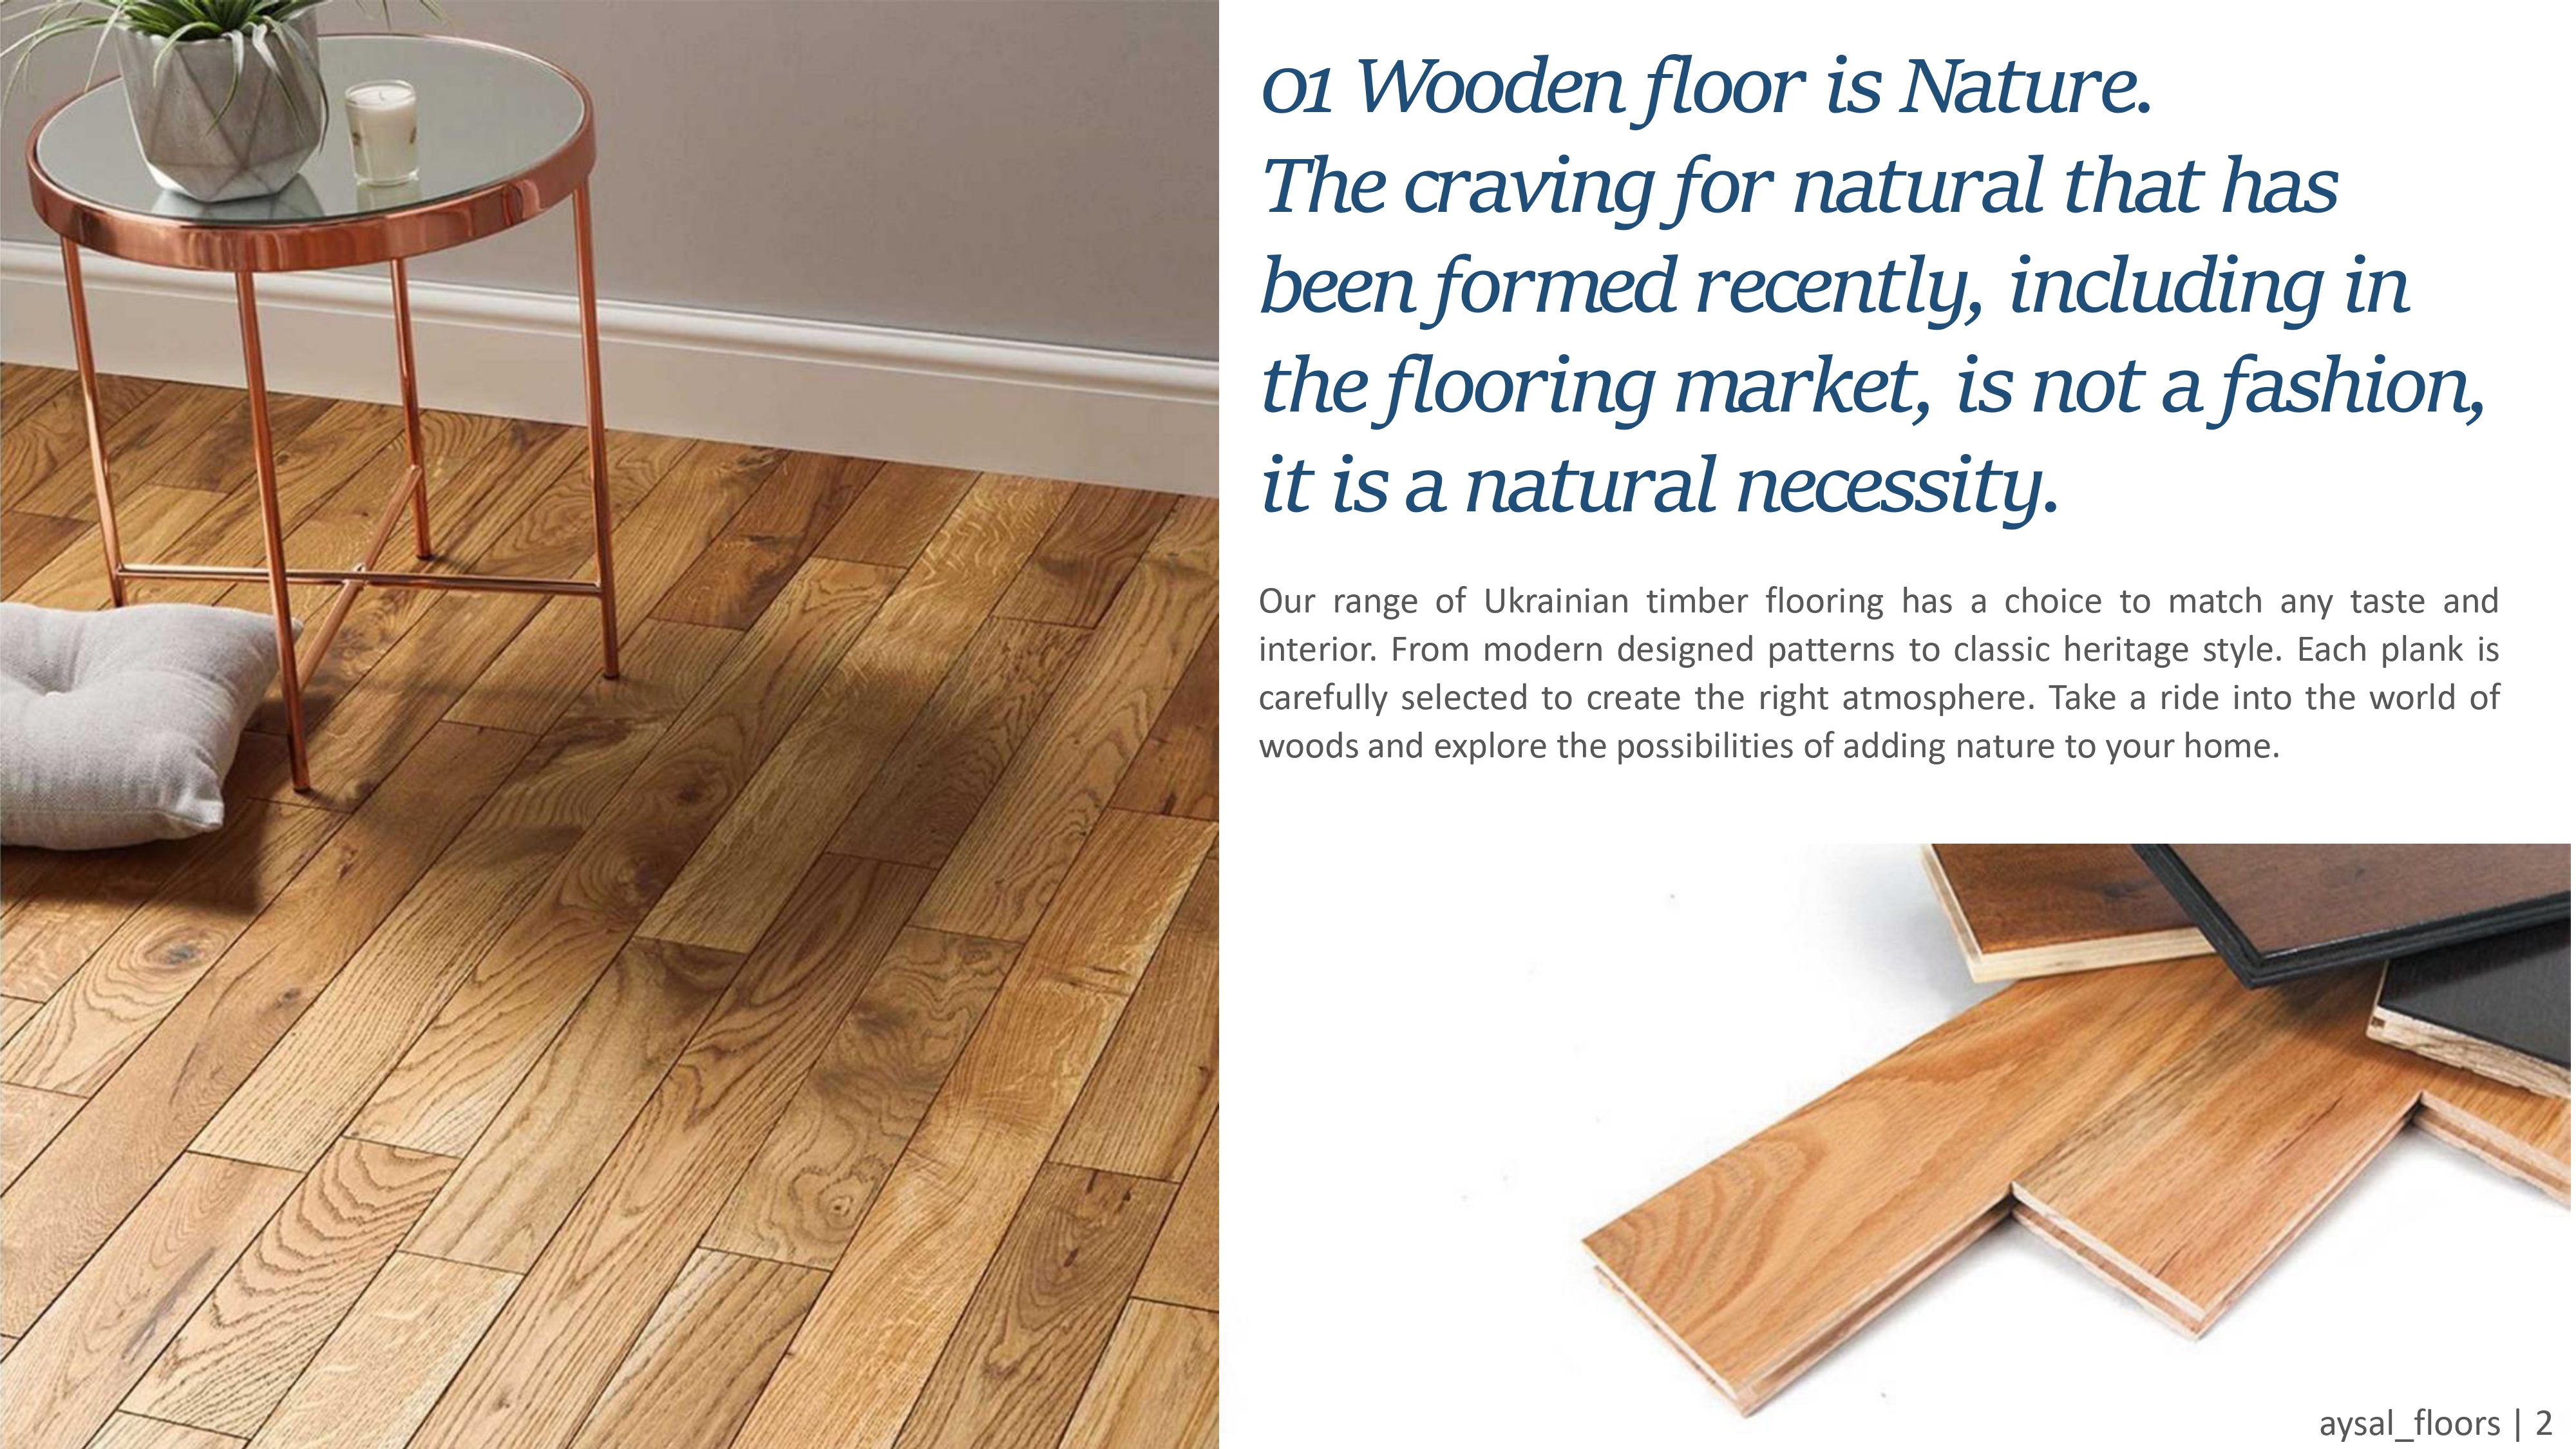 01 Wooden floor is Nature.
The craving for natural that has
been formed recently, including in
the flooring market, is not a fashion,
it is a natural necessity.
Our range of Ukrainian timber flooring has a choice to match any taste and
interior. From modern designed patterns to classic heritage style. Each plank is
carefully selected to create the right atmosphere. Take a ride into the world of
woods and explore the possibilities of adding nature to your home.
aysal_floors | 2